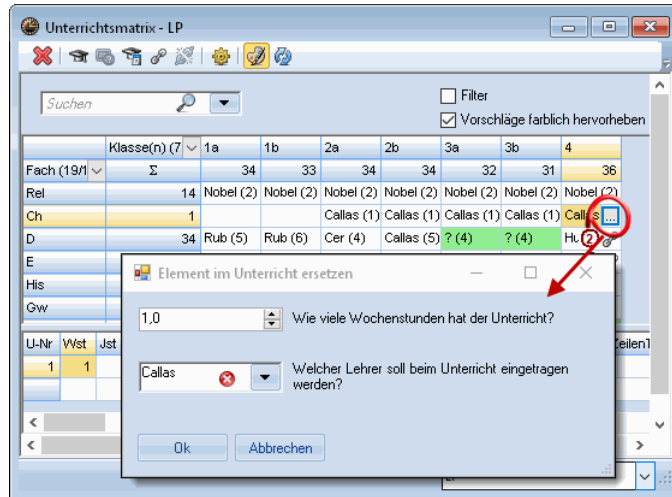 Unterrichtsmatrix - LP
Suchen
Filter
Vorschläge farblich hervorheben
Klasse(n) (7 1a 1b 2a 2b 3a 3b 4
Fach (19/1 Σ 34 33 34 34 32 31 36
Rel 14 Nobel (2) Nobel (2) Nobel (2) Nobel (2) Nobel (2) Nobel (2) Nobel (2)
Ch 1 Callas (1) Callas (1) Callas (1) Callas (1) Callas ...
D 34 Rub (5) Rub (6) Cer (4) Callas (5) ? (4) ? (4) 2
E
His
Gw
Element im Unterricht ersetzen
1,0 Wie viele Wochenstunden hat der Unterricht?
Callas Welcher Lehrer soll beim Unterricht eingetragen
werden?
Ok Abbrechen
U-Nr Wst Jst
1 1